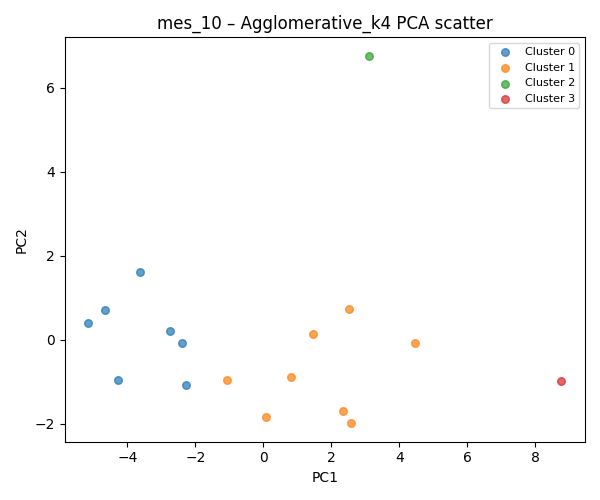 mes_10 – Agglomerative_k4 PCA scatter
Cluster 0
Cluster 1
Cluster 2
Cluster 3
PC2
6
4
2
0
−2
−4 −2 0 2 4 6 8
PC1